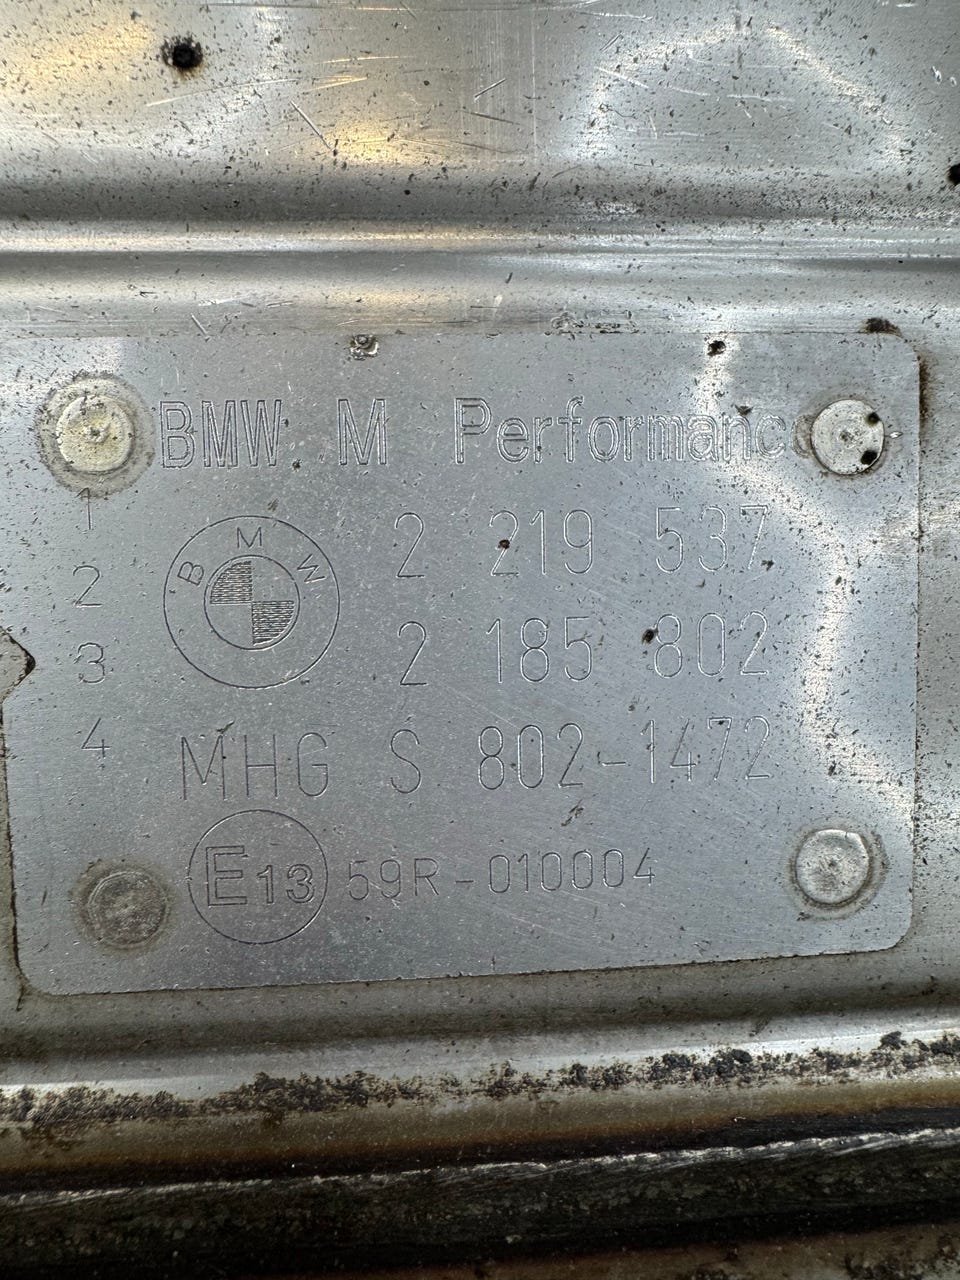 BMW M Performanc
1
BMW
2 219 537
2
3
2 185 802
4
MHG S 802-1472
E13 59R-010004